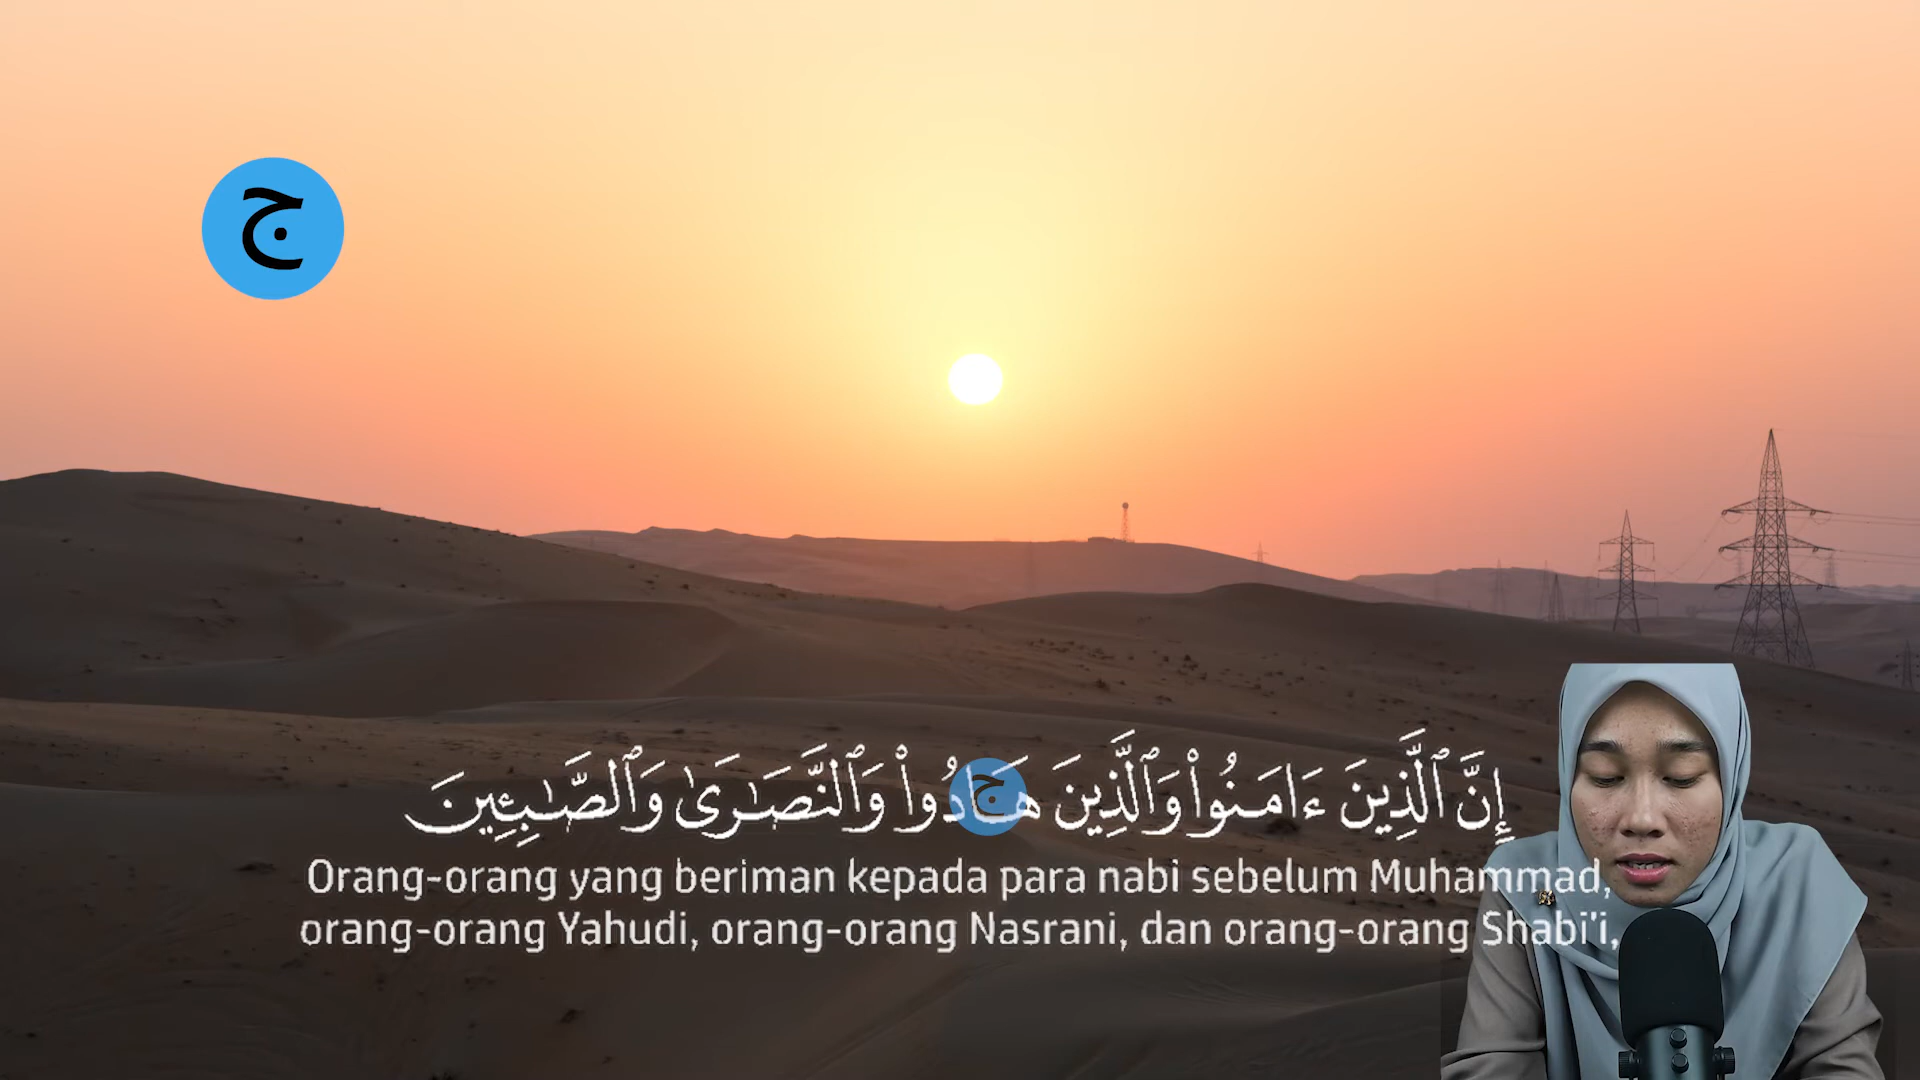 ج
إِنَّ ٱلَّذِينَ ءَامَنُوا۟ وَٱلَّذِينَ هَادُوا۟ وَٱلنَّصَـٰرَىٰ وَٱلصَّـٰبِـِٔينَ
ج
Orang-orang yang beriman kepada para nabi sebelum Muhammad,
orang-orang Yahudi, orang-orang Nasrani, dan orang-orang Shabi'i,